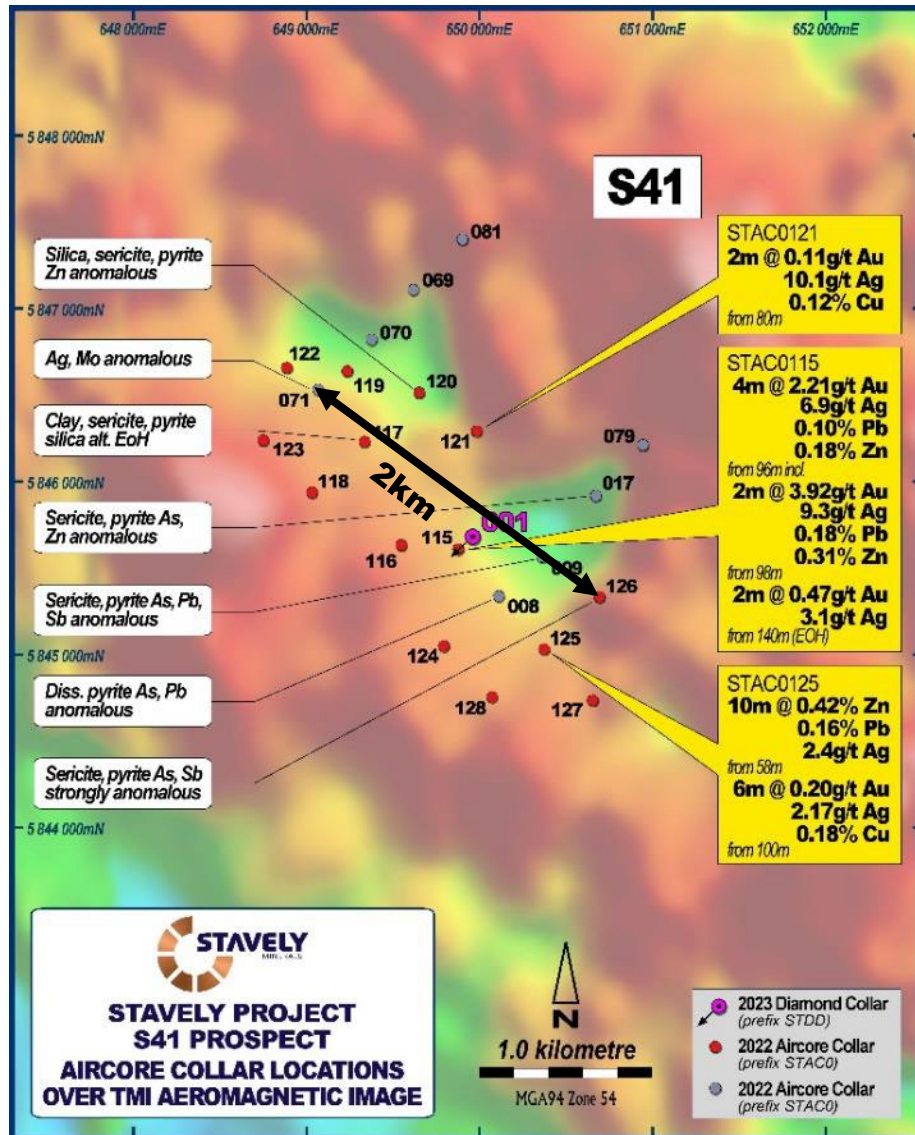 648 000mE 649 000mE 650 000mE 651 000mE 652 000mE
5 848 000mN
S41
081
STAC0121
2m @ 0.11g/t Au
10.1g/t Ag
0.12% Cu
from 80m
Silica, sericite, pyrite
Zn anomalous
069
5 847 000mN
070
Ag, Mo anomalous
122
119
120
071
STAC0115
4m @ 2.21g/t Au
6.9g/t Ag
0.10% Pb
0.18% Zn
from 96m incl.
2m @ 3.92g/t Au
9.3g/t Ag
0.18% Pb
0.31% Zn
from 98m
2m @ 0.47g/t Au
3.1g/t Ag
from 140m (EOH)
Clay, sericite, pyrite
silica alt. EoH
123
117
121
079
5 846 000mN
118
2km
017
Sericite, pyrite As,
Zn anomalous
116
115
001
009
126
Sericite, pyrite As, Pb,
Sb anomalous
008
5 845 000mN
124
125
Diss. pyrite As, Pb
anomalous
128
127
STAC0125
10m @ 0.42% Zn
0.16% Pb
2.4g/t Ag
from 58m
6m @ 0.20g/t Au
2.17g/t Ag
0.18% Cu
from 100m
Sericite, pyrite As, Sb
strongly anomalous
5 844 000mN
STAVELY
MINERALS
STAVELY PROJECT
S41 PROSPECT
AIRCORE COLLAR LOCATIONS
OVER TMI AEROMAGNETIC IMAGE
N
1.0 kilometre
MGA94 Zone 54
2023 Diamond Collar
(prefix STDD)
2022 Aircore Collar
(prefix STAC0)
2022 Aircore Collar
(prefix STAC0)